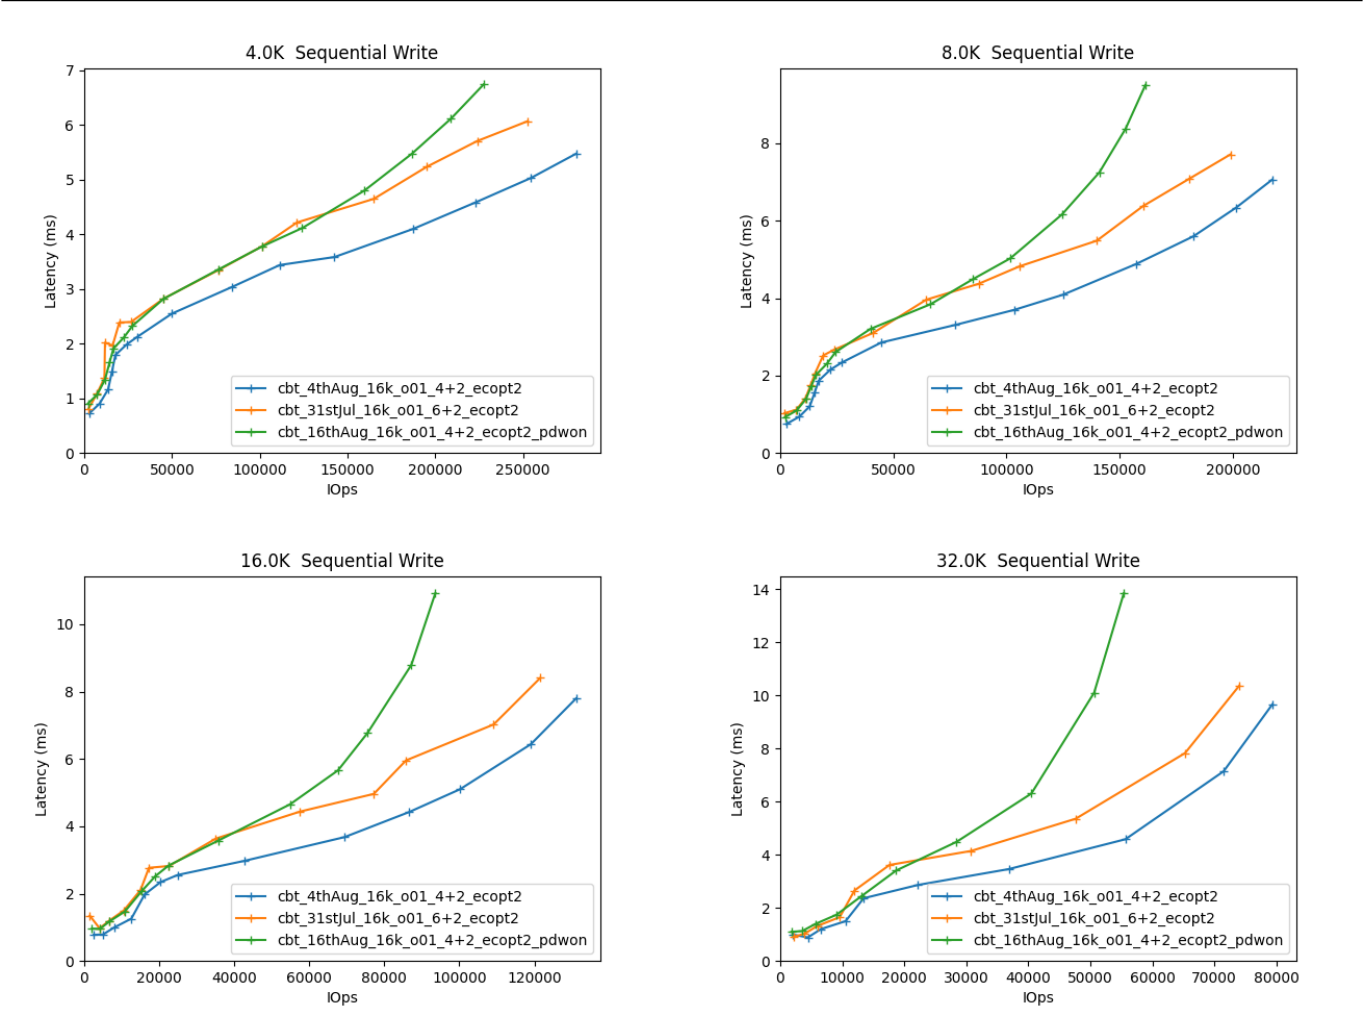 4.0K  Sequential Write
7
6
5
4
3
2
1
0
Latency (ms)
cbt_4thAug_16k_o01_4+2_ecopt2
cbt_31stJul_16k_o01_6+2_ecopt2
cbt_16thAug_16k_o01_4+2_ecopt2_pdwon
0 50000 100000 150000 200000 250000
IOps
8.0K  Sequential Write
8
6
4
2
0
Latency (ms)
cbt_4thAug_16k_o01_4+2_ecopt2
cbt_31stJul_16k_o01_6+2_ecopt2
cbt_16thAug_16k_o01_4+2_ecopt2_pdwon
0 50000 100000 150000 200000
IOps
16.0K  Sequential Write
10
8
6
4
2
0
Latency (ms)
cbt_4thAug_16k_o01_4+2_ecopt2
cbt_31stJul_16k_o01_6+2_ecopt2
cbt_16thAug_16k_o01_4+2_ecopt2_pdwon
0 20000 40000 60000 80000 100000 120000
IOps
32.0K  Sequential Write
14
12
10
8
6
4
2
0
Latency (ms)
cbt_4thAug_16k_o01_4+2_ecopt2
cbt_31stJul_16k_o01_6+2_ecopt2
cbt_16thAug_16k_o01_4+2_ecopt2_pdwon
0 10000 20000 30000 40000 50000 60000 70000 80000
IOps